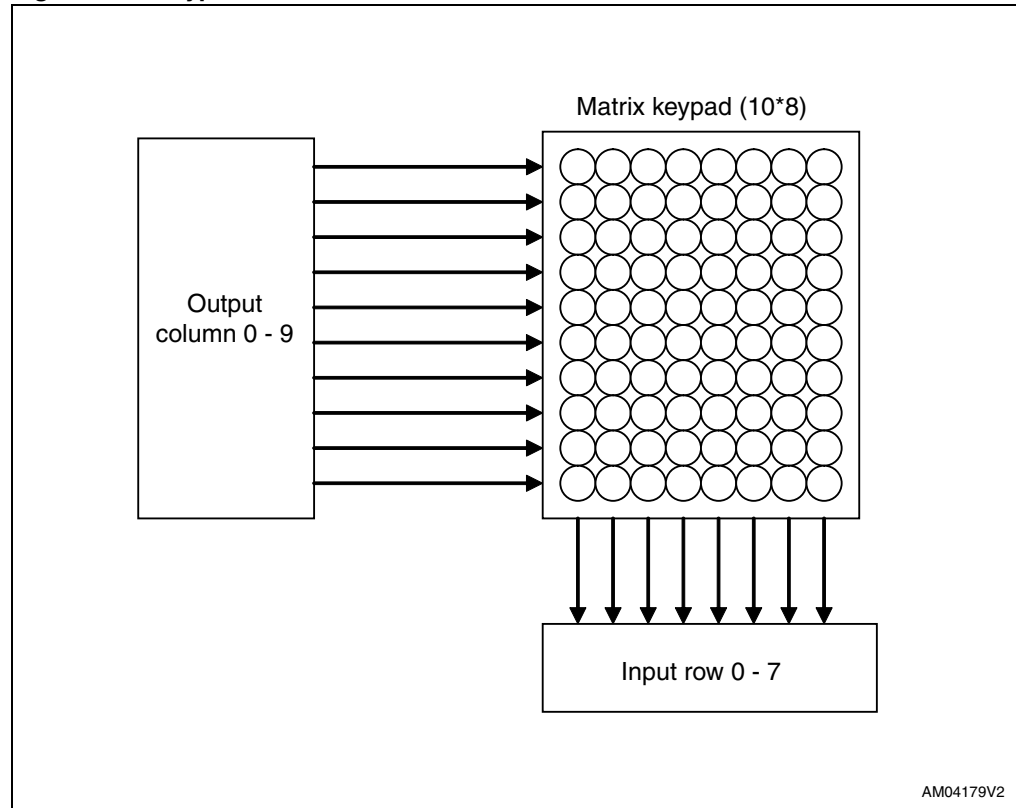 Matrix keypad (10*8)
Output
column 0 - 9
Input row 0 - 7
AM04179V2